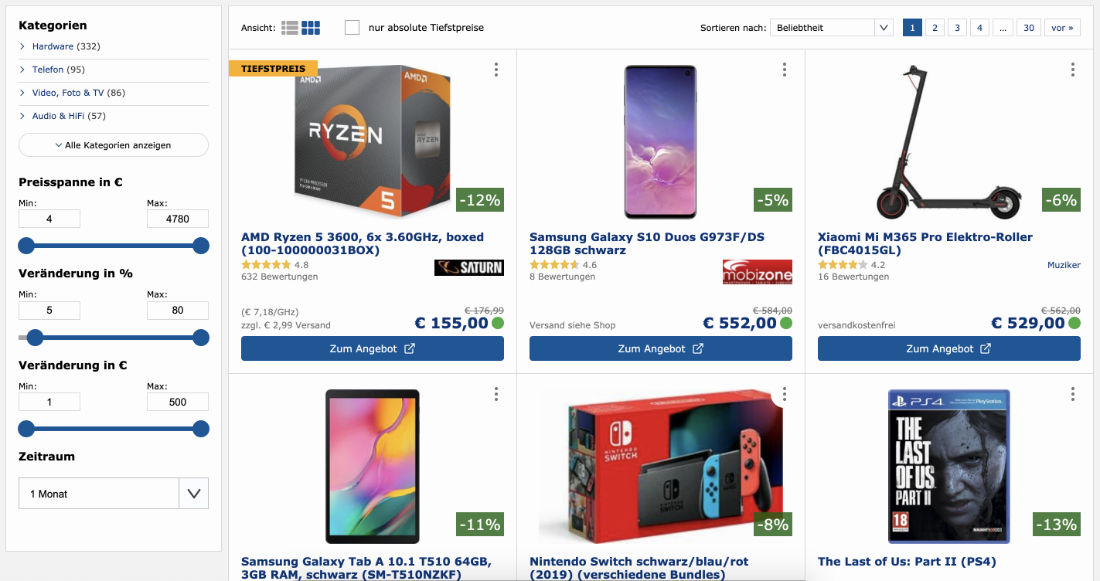 Kategorien
Hardware (332)
Telefon (95)
Video, Foto & TV (86)
Audio & HiFi (57)
Alle Kategorien anzeigen
Preisspanne in €
Min: Max:
4 4780
Veränderung in %
Min: Max:
5 80
Veränderung in €
Min: Max:
1 500
Zeitraum
1 Monat
Ansicht: nur absolute Tiefstpreise Sortieren nach: Beliebtheit 1 2 3 4 ... 30 vor »
TIEFSTPREIS
AMD
AMD
RYZEN
RYZEN
5
-12%
AMD Ryzen 5 3600, 6x 3.60GHz, boxed
(100-100000031BOX)
4.8
632 Bewertungen
SATURN
(€ 7,18/GHz) € 176,99
zzgl. € 2,99 Versand € 155,00
Zum Angebot
-5%
Samsung Galaxy S10 Duos G973F/DS
128GB schwarz
4.6
8 Bewertungen
mobizone
€ 584,00
Versand siehe Shop € 552,00
Zum Angebot
-6%
Xiaomi Mi M365 Pro Elektro-Roller
(FBC4015GL)
4.2 Muziker
16 Bewertungen
€ 562,00
versandkostenfrei € 529,00
Zum Angebot
-11%
Samsung Galaxy Tab A 10.1 T510 64GB,
3GB RAM, schwarz (SM-T510NZKF)
NINTENDO
SWITCH
-8%
Nintendo Switch schwarz/blau/rot
(2019) (verschiedene Bundles)
PS4 PlayStation
THE
LAST
OF US
PART II
18
-13%
The Last of Us: Part II (PS4)